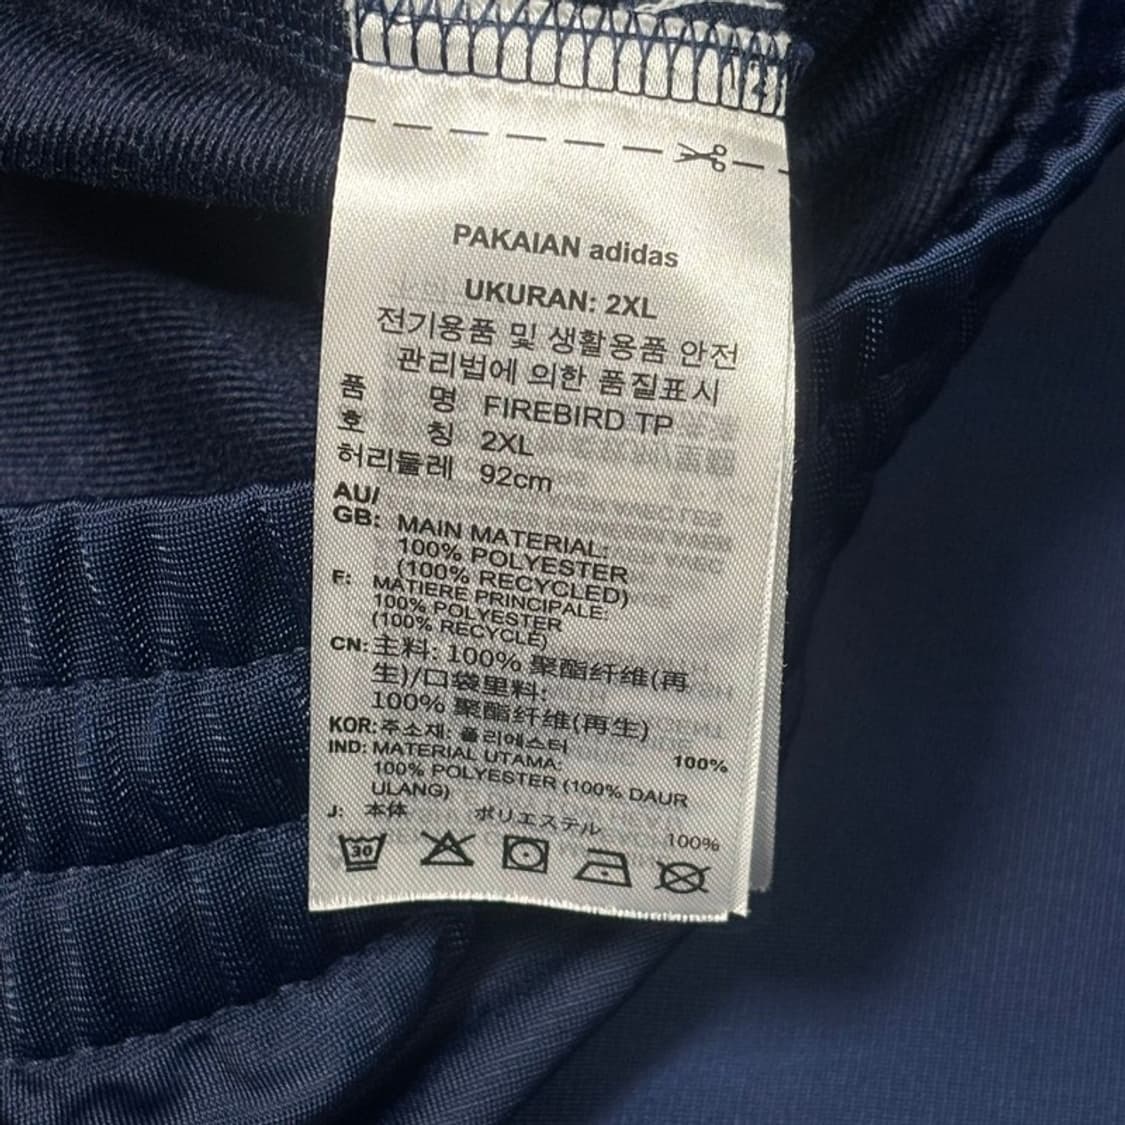 PAKAIAN adidas
UKURAN: 2XL
전기용품 및 생활용품 안전
관리법에 의한 품질표시
품 명 FIREBIRD TP
호 칭 2XL
허리둘레 92cm
AU/
GB: MAIN MATERIAL:
100% POLYESTER
(100% RECYCLED)
F: MATIERE PRINCIPALE:
100% POLYESTER
(100% RECYCLE)
CN: 主料: 100% 聚酯纤维(再
生)/口袋里料:
100% 聚酯纤维(再生)
KOR: 주소재: 폴리에스터 100%
IND: MATERIAL UTAMA:
100% POLYESTER (100% DAUR
ULANG)
J: 本体 ポリエステル 100%
30